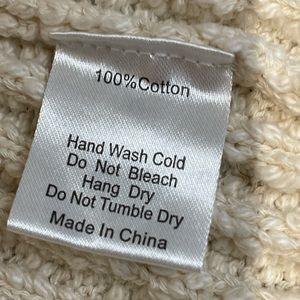 100%Cotton
Hand Wash Cold
Do Not Bleach
Hang Dry
Do Not Tumble Dry
Made In China